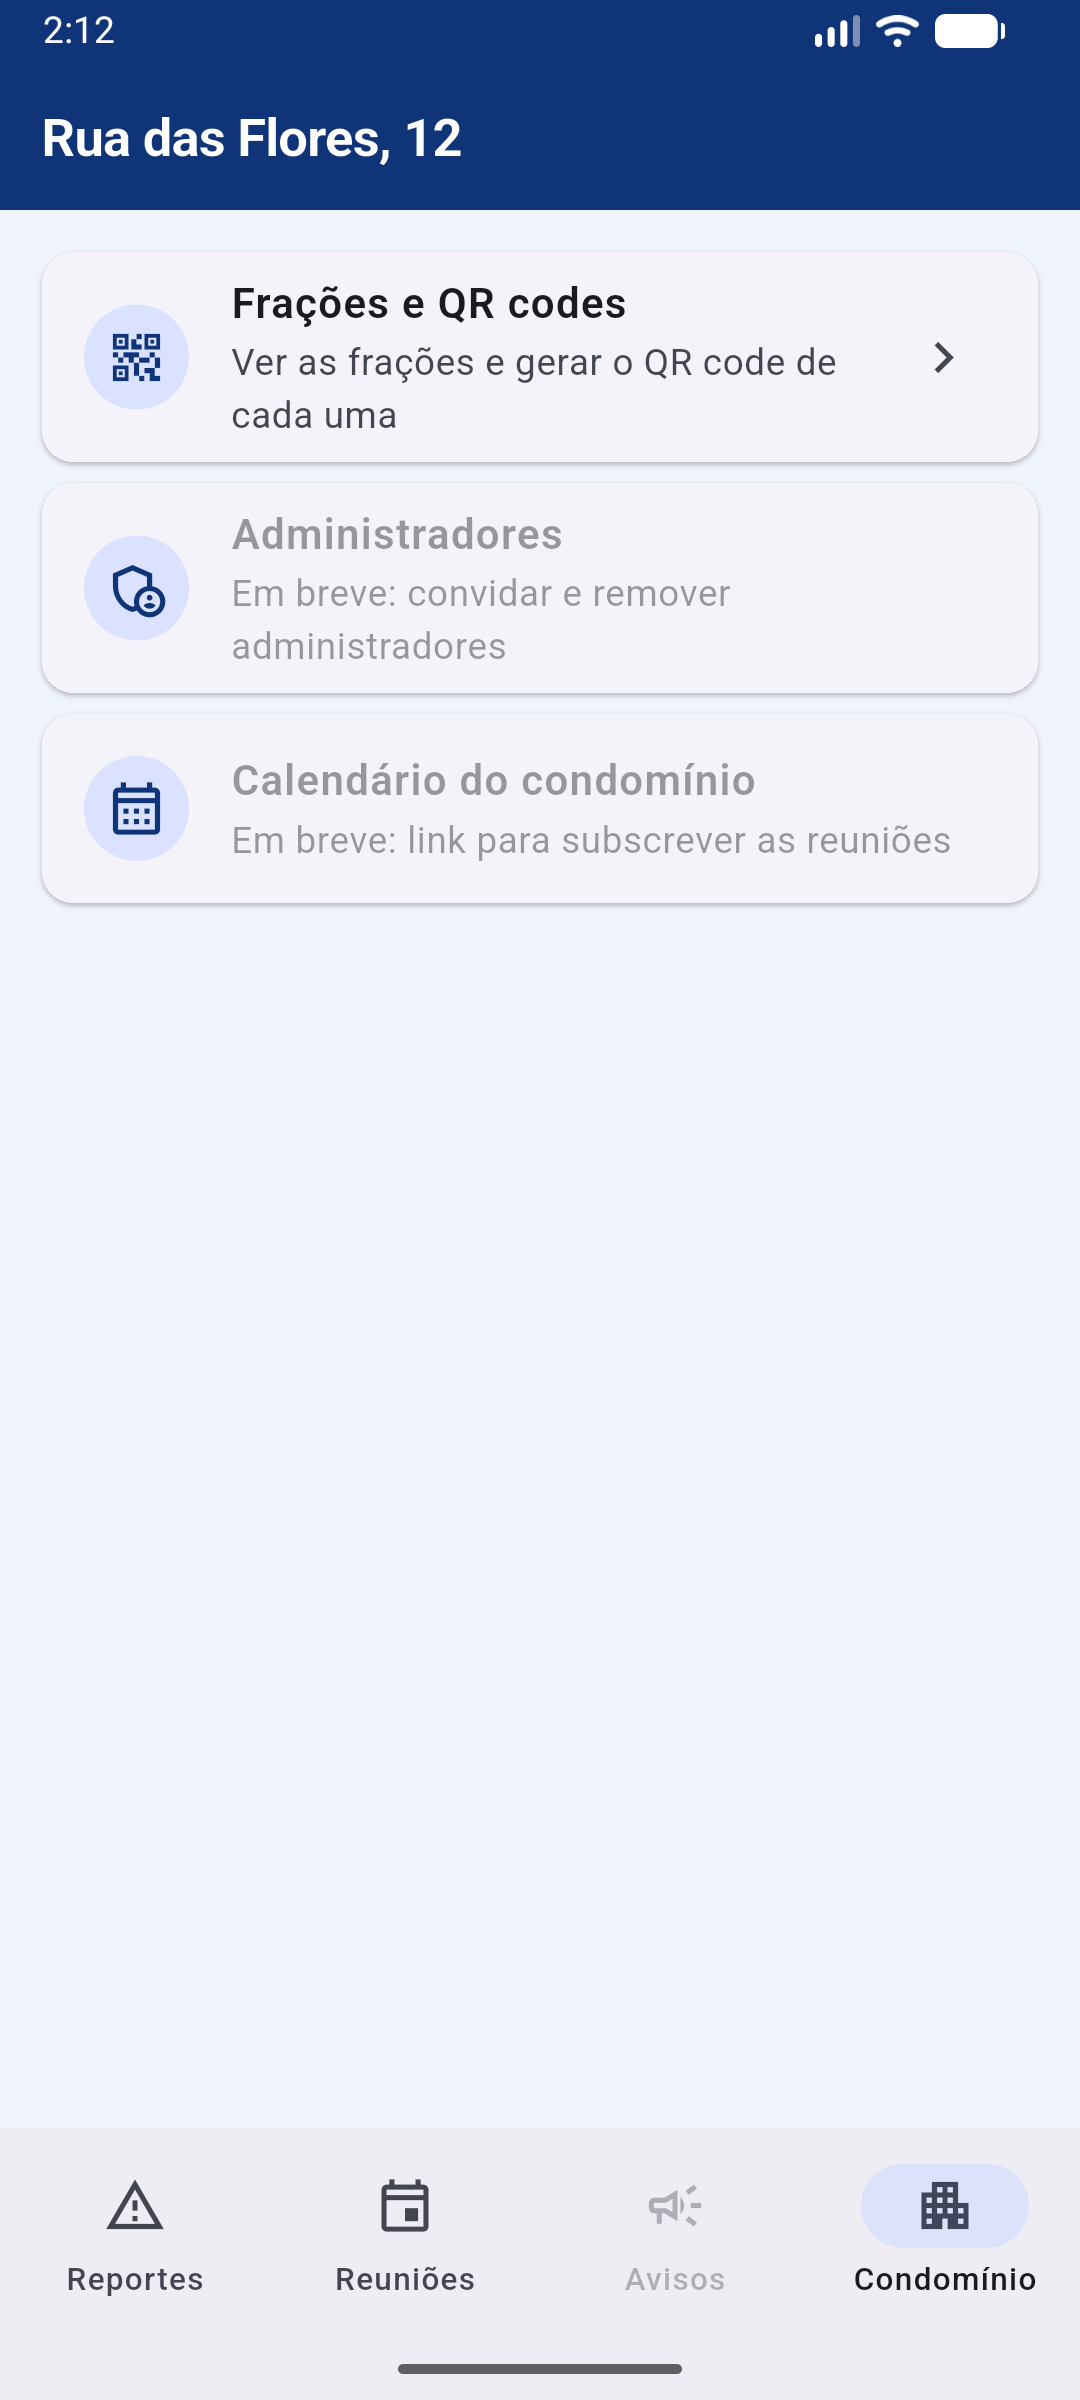 2:12
Rua das Flores, 12
Frações e QR codes
Ver as frações e gerar o QR code de
cada uma
Administradores
Em breve: convidar e remover
administradores
Calendário do condomínio
Em breve: link para subscrever as reuniões
Reportes
Reuniões
Avisos
Condomínio